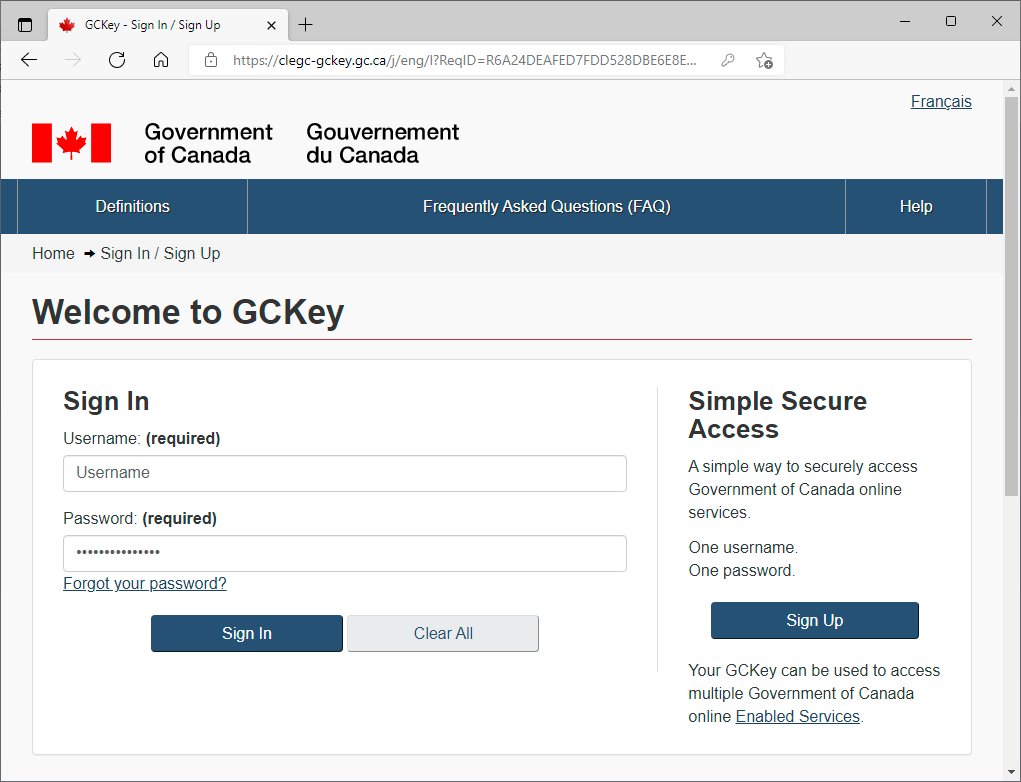 GCKey - Sign In / Sign Up
https://clegc-gckey.gc.ca/j/eng/l?ReqID=R6A24DEAFED7FDD528DBE6E8E...
Français
Government of Canada
Gouvernement du Canada
Definitions
Frequently Asked Questions (FAQ)
Help
Home Sign In / Sign Up
Welcome to GCKey
Sign In
Username: (required)
Username
Password: (required)
Forgot your password?
Sign In
Clear All
Simple Secure
Access
A simple way to securely access
Government of Canada online
services.
One username.
One password.
Sign Up
Your GCKey can be used to access
multiple Government of Canada
online Enabled Services.